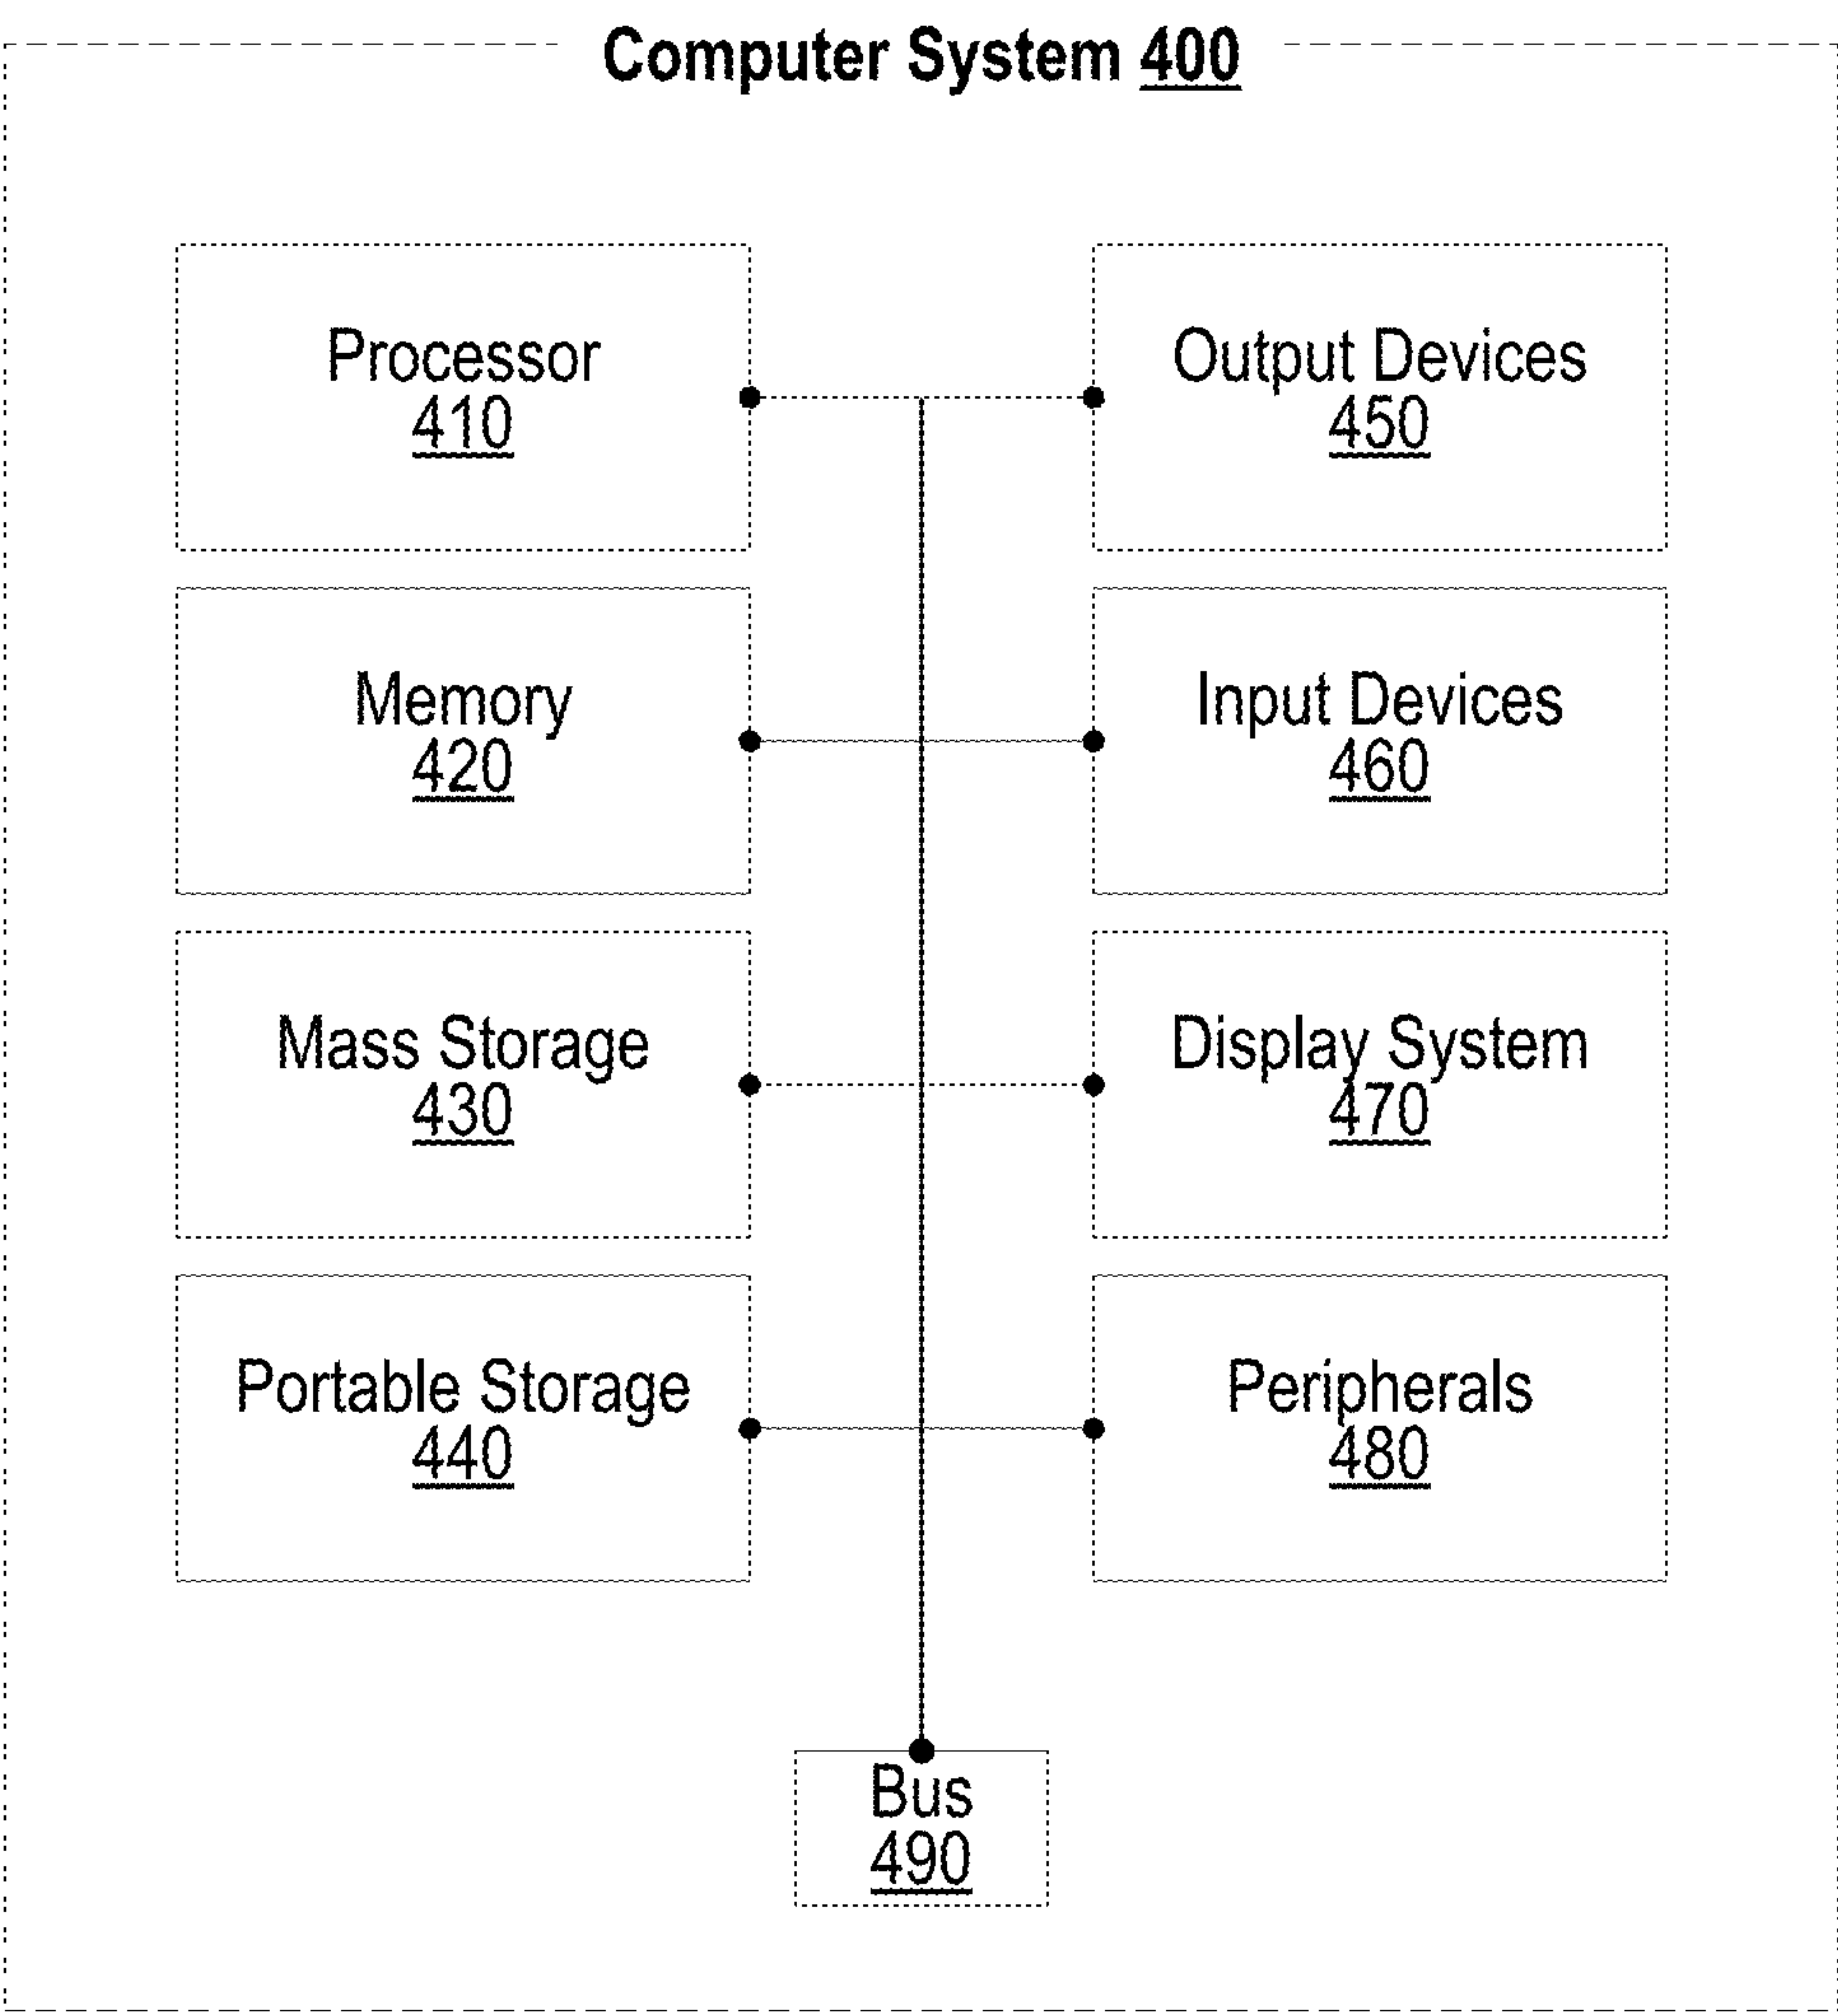 Computer System 400
Processor
410
Output Devices
450
Memory
420
Input Devices
460
Mass Storage
430
Display System
470
Portable Storage
440
Peripherals
480
Bus
490